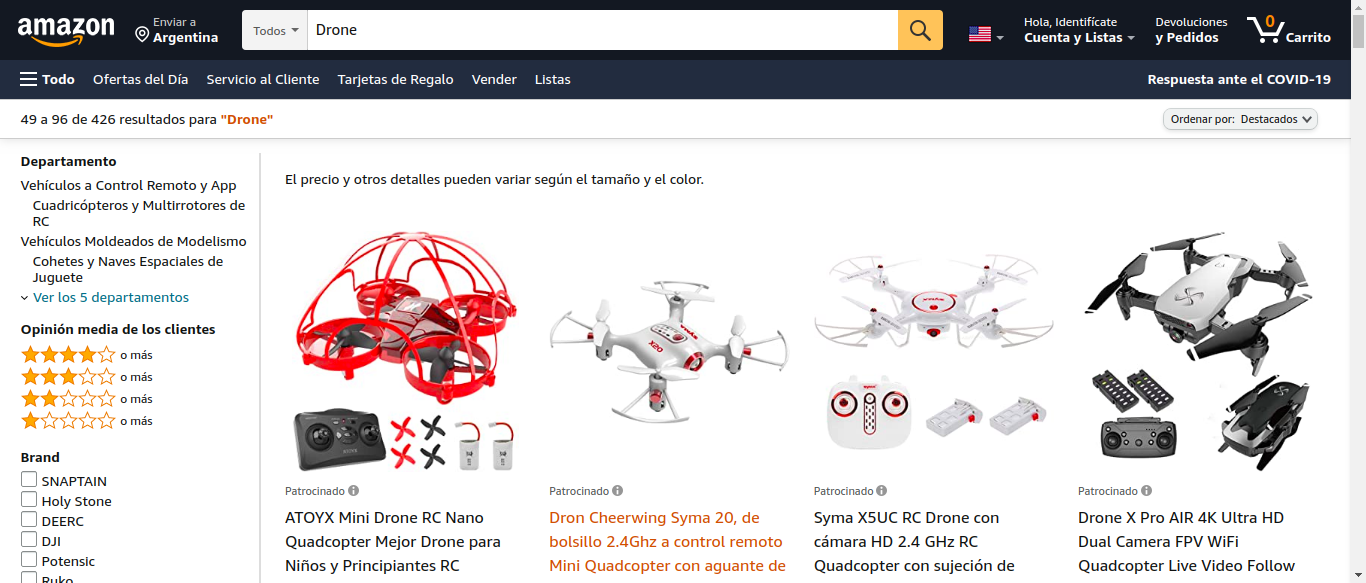 amazon
Enviar a
Argentina
Todos
Drone
Hola, Identifícate
Cuenta y Listas
Devoluciones
y Pedidos
0
Carrito
Todo
Ofertas del Día
Servicio al Cliente
Tarjetas de Regalo
Vender
Listas
Respuesta ante el COVID-19
49 a 96 de 426 resultados para "Drone"
Ordenar por: Destacados
Departamento
Vehículos a Control Remoto y App
Cuadricópteros y Multirrotores de
RC
Vehículos Moldeados de Modelismo
Cohetes y Naves Espaciales de
Juguete
Ver los 5 departamentos
Opinión media de los clientes
o más
o más
o más
o más
Brand
SNAPTAIN
Holy Stone
DEERC
DJI
Potensic
Ruko
El precio y otros detalles pueden variar según el tamaño y el color.
X20
Patrocinado
ATOYX Mini Drone RC Nano
Quadcopter Mejor Drone para
Niños y Principiantes RC
Patrocinado
Dron Cheerwing Syma 20, de
bolsillo 2.4Ghz a control remoto
Mini Quadcopter con aguante de
Patrocinado
Syma X5UC RC Drone con
cámara HD 2.4 GHz RC
Quadcopter con sujeción de
Patrocinado
Drone X Pro AIR 4K Ultra HD
Dual Camera FPV WiFi
Quadcopter Live Video Follow